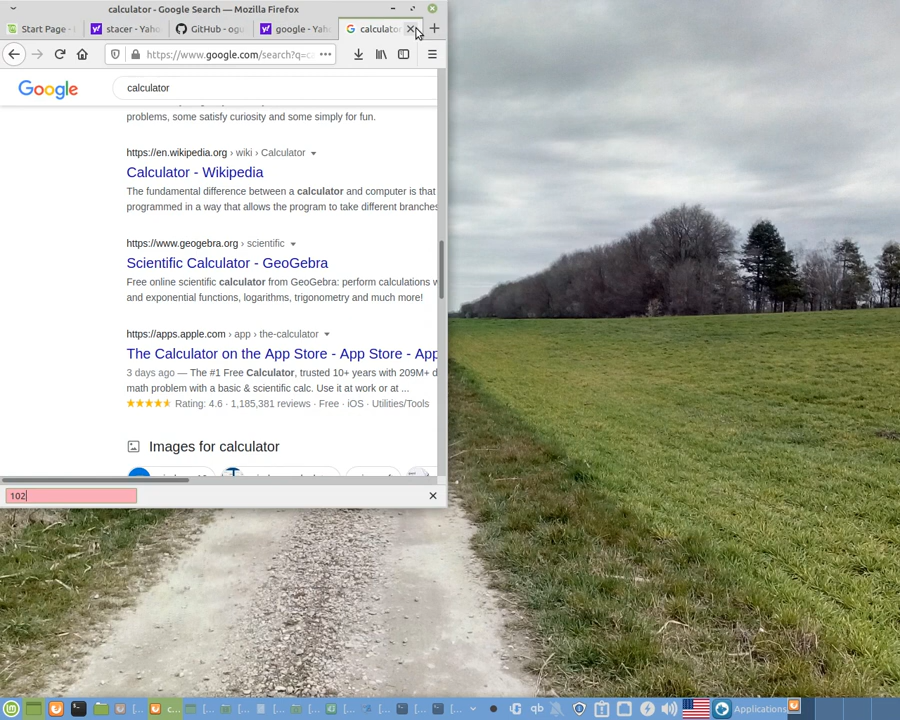 calculator - Google Search — Mozilla Firefox
Start Page -
stacer - Yaho
GitHub - ogu
google - Yah
calculator
https://www.google.com/search?q=c
Google
calculator
problems, some satisfy curiosity and some simply for fun.
https://en.wikipedia.org › wiki › Calculator
Calculator - Wikipedia
The fundamental difference between a calculator and computer is that
programmed in a way that allows the program to take different branches
https://www.geogebra.org › scientific
Scientific Calculator - GeoGebra
Free online scientific calculator from GeoGebra: perform calculations w
and exponential functions, logarithms, trigonometry and much more!
https://apps.apple.com › app › the-calculator
The Calculator on the App Store - App Store - App
3 days ago — The #1 Free Calculator, trusted 10+ years with 209M+ d
math problem with a basic & scientific calc. Use it at work or at ...
Rating: 4.6 · 1,185,381 reviews · Free · iOS · Utilities/Tools
Images for calculator
102
c...
[...
[...
[...
[...
[...
[...
[...
[...
[...
qb
Applications